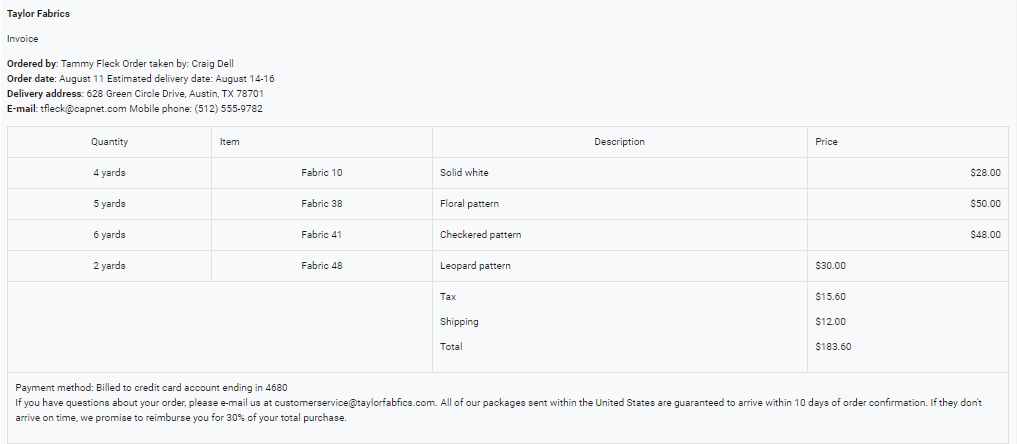 Taylor Fabrics
Invoice
Ordered by: Tammy Fleck Order taken by: Craig Dell
Order date: August 11 Estimated delivery date: August 14-16
Delivery address: 628 Green Circle Drive, Austin, TX 78701
E-mail: tfleck@capnet.com Mobile phone: (512) 555-9782
Quantity Item Description Price
4 yards Fabric 10 Solid white $28.00
5 yards Fabric 38 Floral pattern $50.00
6 yards Fabric 41 Checkered pattern $48.00
2 yards Fabric 48 Leopard pattern $30.00
Tax $15.60
Shipping $12.00
Total $183.60
Payment method: Billed to credit card account ending in 4680
If you have questions about your order, please e-mail us at customerservice@taylorfabfics.com. All of our packages sent within the United States are guaranteed to arrive within 10 days of order confirmation. If they don't
arrive on time, we promise to reimburse you for 30% of your total purchase.